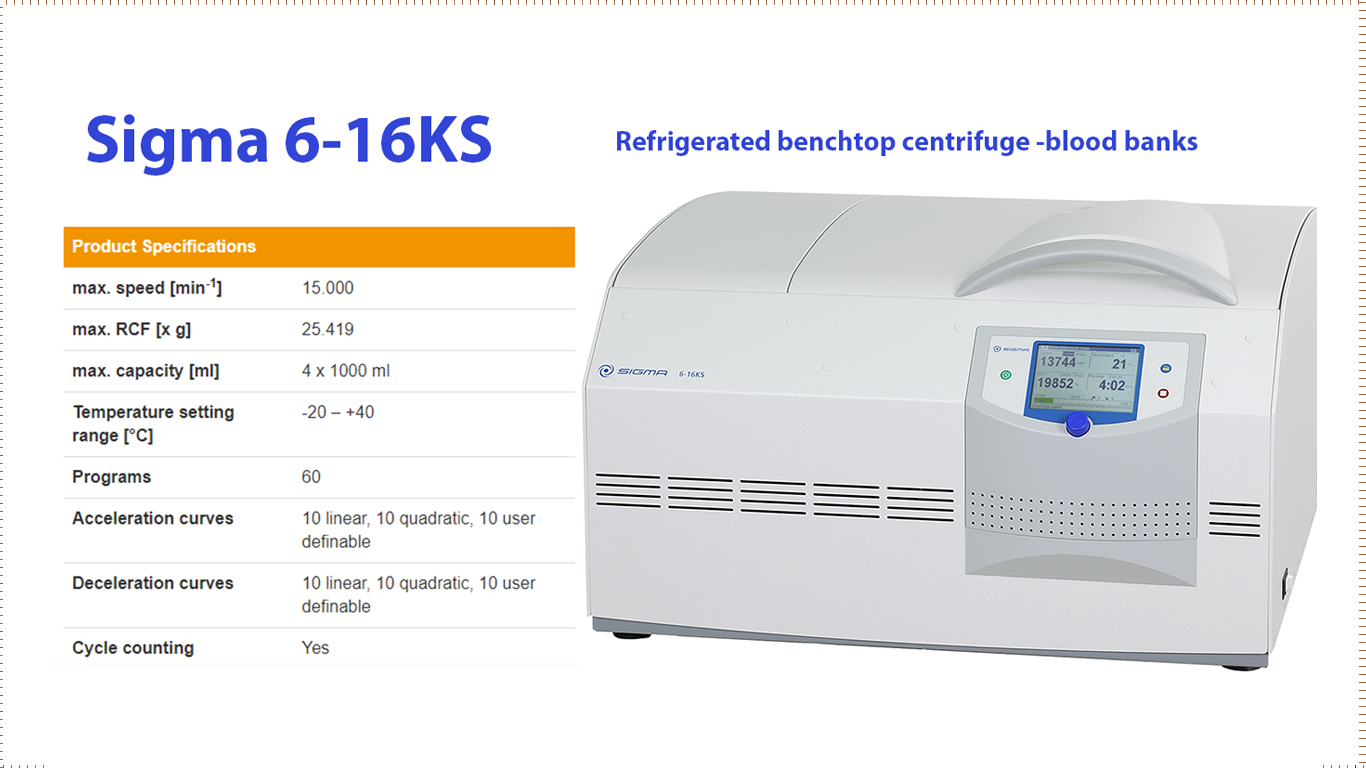 Sigma 6-16KS
Refrigerated benchtop centrifuge -blood banks
Product Specifications
max. speed [min-1] 15.000
max. RCF [x g] 25.419
max. capacity [ml] 4 x 1000 ml
Temperature setting -20 – +40
range [°C]
Programs 60
Acceleration curves 10 linear, 10 quadratic, 10 user
definable
Deceleration curves 10 linear, 10 quadratic, 10 user
definable
Cycle counting Yes
SIGMA 6-16KS
SIGMA
13744 21
19852 4:02